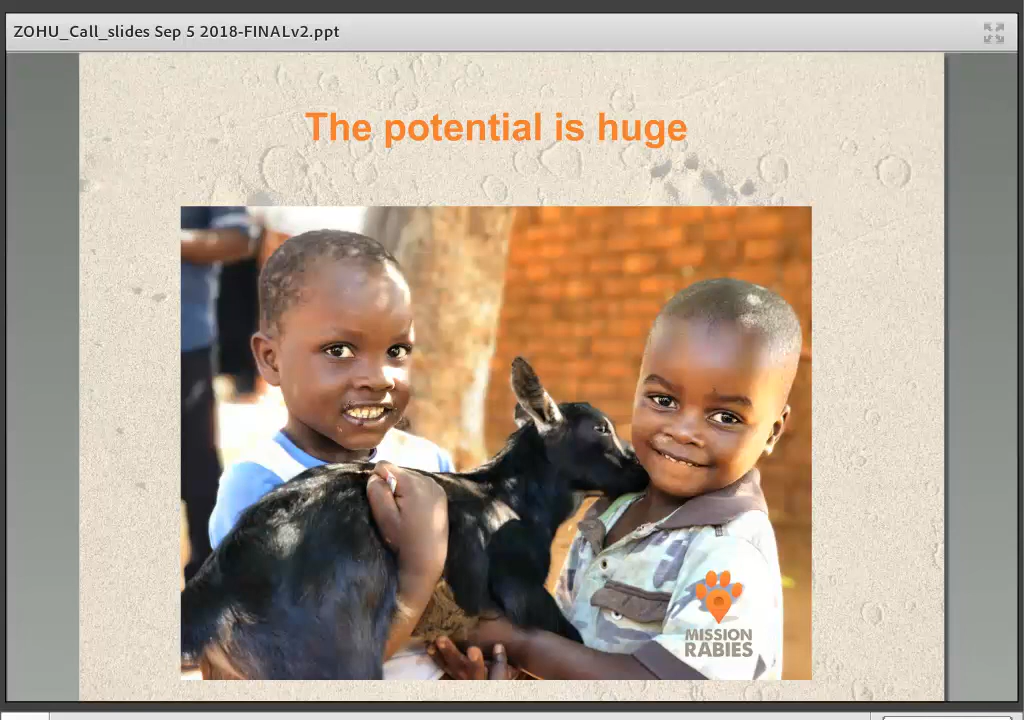 ZOHU_Call_slides Sep 5 2018-FINALv2.ppt
The potential is huge
MISSION
RABIES